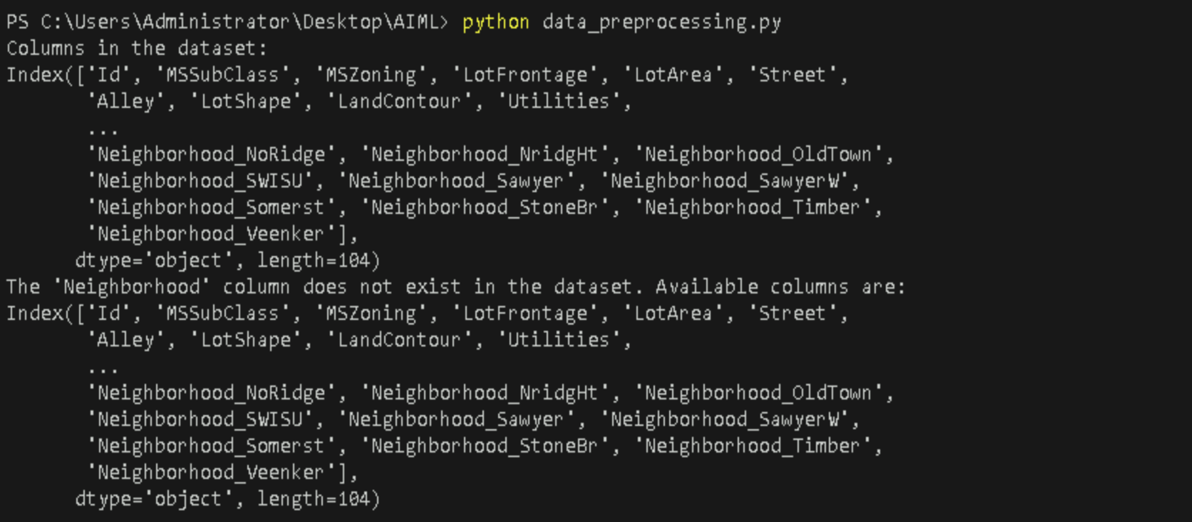 PS C:\Users\Administrator\Desktop\AIML> python data_preprocessing.py
Columns in the dataset:
Index(['Id', 'MSSubClass', 'MSZoning', 'LotFrontage', 'LotArea', 'Street',
       'Alley', 'LotShape', 'LandContour', 'Utilities',
       ...
       'Neighborhood_NoRidge', 'Neighborhood_NridgHt', 'Neighborhood_OldTown',
       'Neighborhood_SWISU', 'Neighborhood_Sawyer', 'Neighborhood_SawyerW',
       'Neighborhood_Somerst', 'Neighborhood_StoneBr', 'Neighborhood_Timber',
       'Neighborhood_Veenker'],
      dtype='object', length=104)
The 'Neighborhood' column does not exist in the dataset. Available columns are:
Index(['Id', 'MSSubClass', 'MSZoning', 'LotFrontage', 'LotArea', 'Street',
       'Alley', 'LotShape', 'LandContour', 'Utilities',
       ...
       'Neighborhood_NoRidge', 'Neighborhood_NridgHt', 'Neighborhood_OldTown',
       'Neighborhood_SWISU', 'Neighborhood_Sawyer', 'Neighborhood_SawyerW',
       'Neighborhood_Somerst', 'Neighborhood_StoneBr', 'Neighborhood_Timber',
       'Neighborhood_Veenker'],
      dtype='object', length=104)